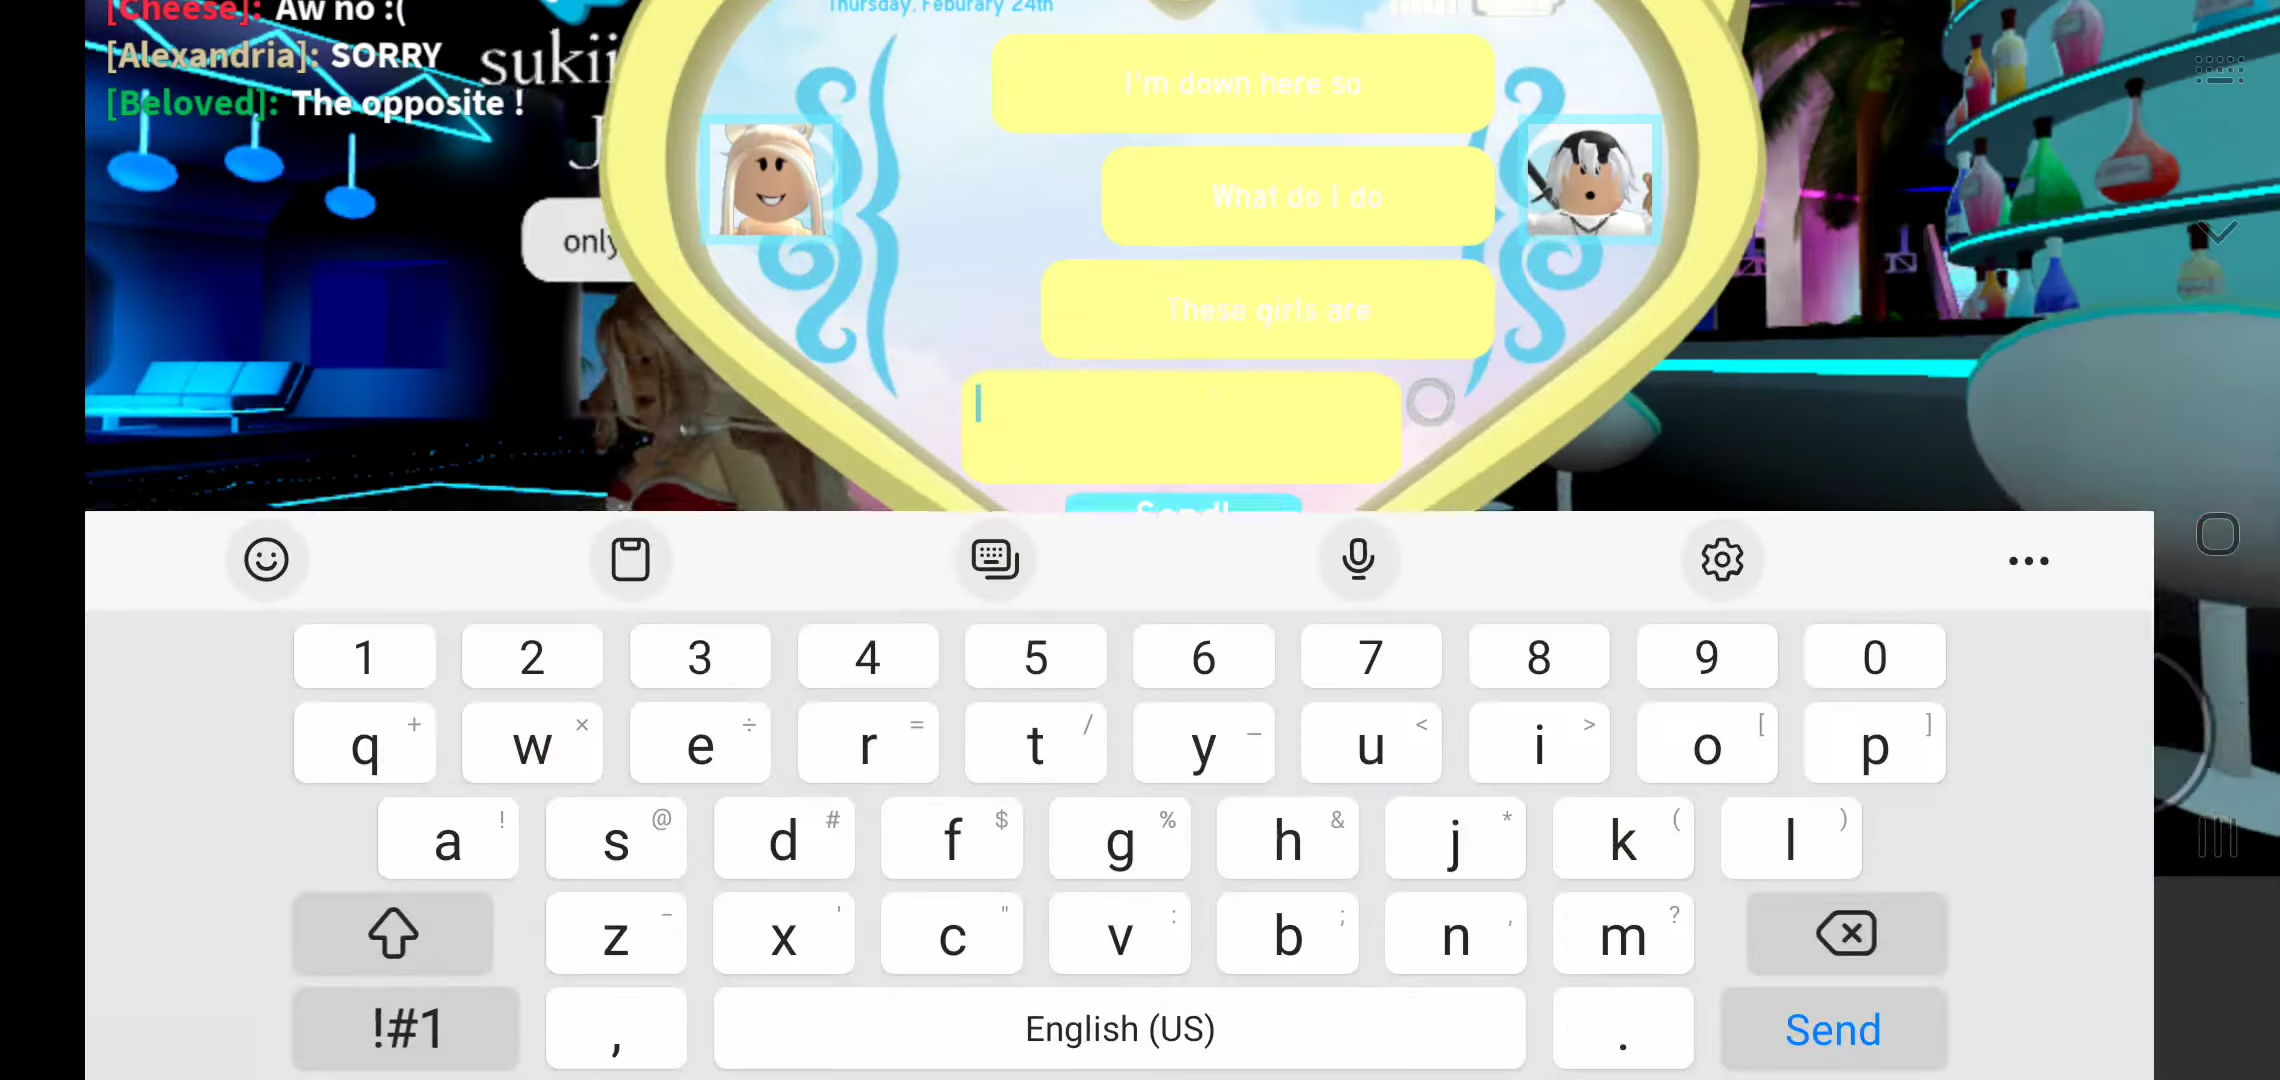 [Cheese]: Aw no :(
[Alexandria]: SORRY
[Beloved]: The opposite !
sukii
J
only
Thursday, Feburary 24th
I'm down here so
What do I do
These girls are
Send!
1 2 3 4 5 6 7 8 9 0
q + w × e ÷ r = t / y _ u < i > o [ p ]
a ! s @ d # f $ g % h & j * k ( l )
z - x ' c " v : b ; n , m ?
!#1 , English (US) . Send